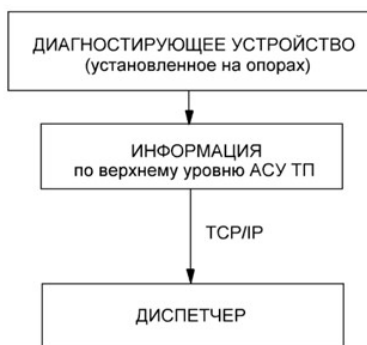 ДИАГНОСТИРУЮЩЕЕ УСТРОЙСТВО
(установленное на опорах)
ИНФОРМАЦИЯ
по верхнему уровню АСУ ТП
TCP/IP
ДИСПЕТЧЕР